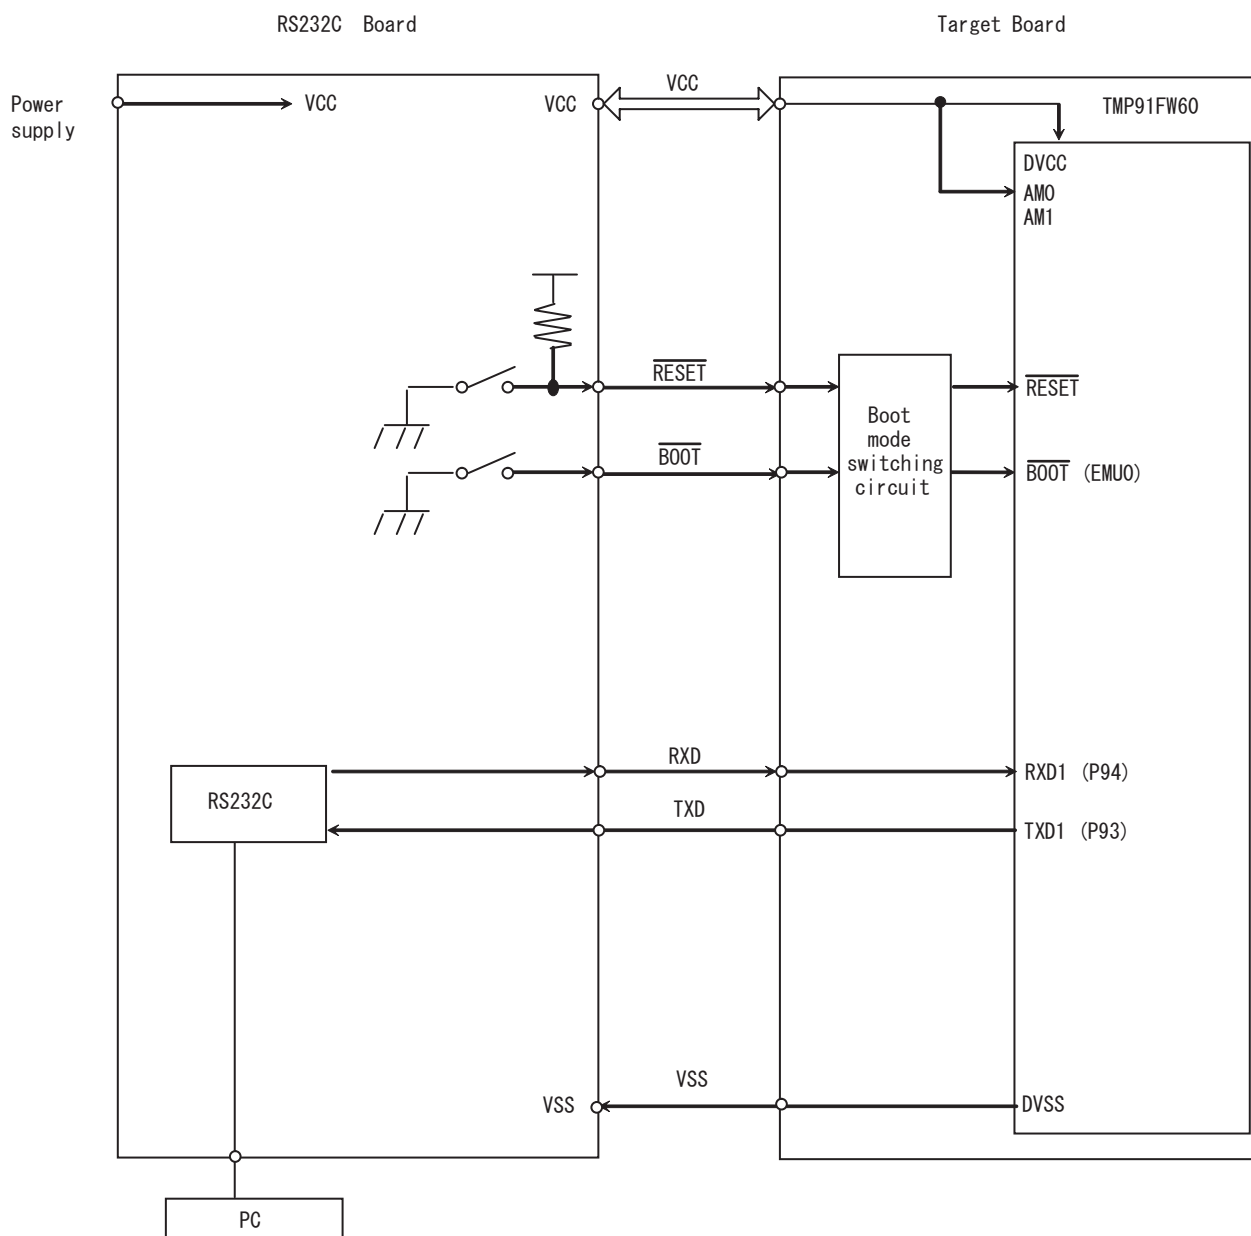 RS232C Board
Target Board
Power
supply
VCC
VCC
VCC
TMP91FW60
DVCC
AM0
AM1
RESET
RESET
Boot
mode
switching
circuit
BOOT
BOOT (EMU0)
RXD
RXD1 (P94)
RS232C
TXD
TXD1 (P93)
VSS
VSS
DVSS
PC